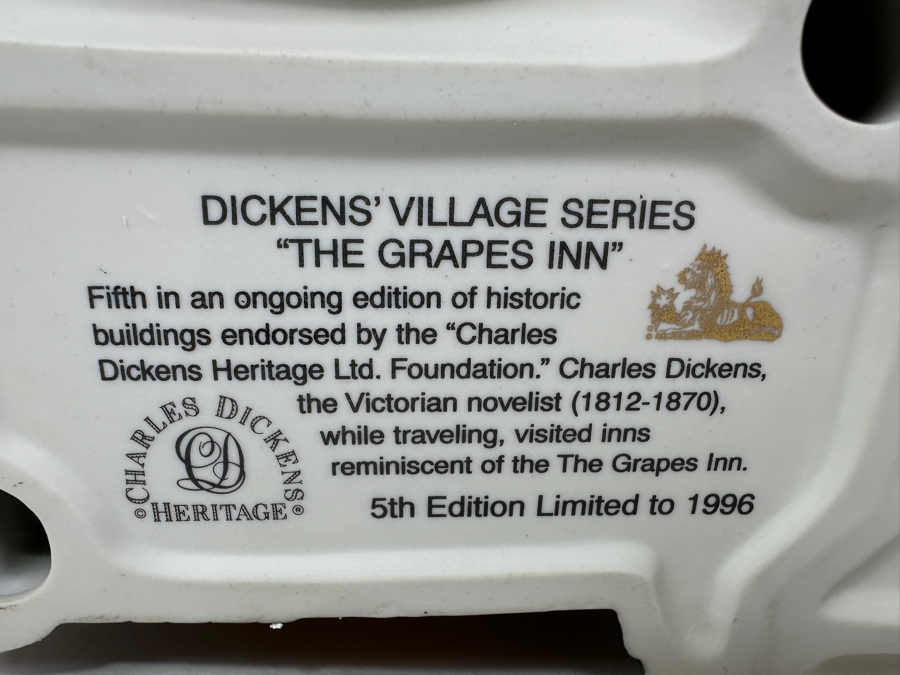 DICKENS' VILLAGE SERIES
“THE GRAPES INN”
Fifth in an ongoing edition of historic
buildings endorsed by the “Charles
Dickens Heritage Ltd. Foundation.” Charles Dickens,
the Victorian novelist (1812-1870),
while traveling, visited inns
reminiscent of the The Grapes Inn.
5th Edition Limited to 1996
CHARLES DICKENS
CD
© HERITAGE ®